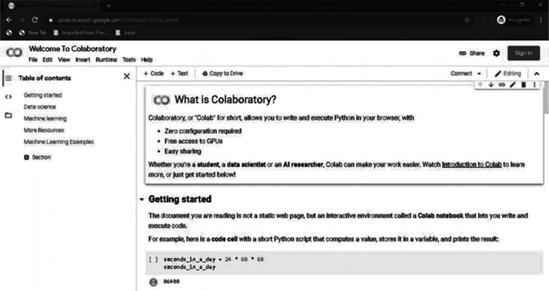 Welcome To Colaboratory
colab.research.google.com/notebooks/intro.ipynb
Incognito
New Tab
Imported From Fire...
back
Welcome To Colaboratory
File Edit View Insert Runtime Tools Help
Share
Sign in
Table of contents
Getting started
Data science
Machine learning
More Resources
Machine Learning Examples
Section
+ Code + Text Copy to Drive
Connect
Editing
What is Colaboratory?
Colaboratory, or "Colab" for short, allows you to write and execute Python in your browser, with
• Zero configuration required
• Free access to GPUs
• Easy sharing
Whether you're a student, a data scientist or an AI researcher, Colab can make your work easier. Watch Introduction to Colab to learn
more, or just get started below!
Getting started
The document you are reading is not a static web page, but an interactive environment called a Colab notebook that lets you write and
execute code.
For example, here is a code cell with a short Python script that computes a value, stores it in a variable, and prints the result:
[ ] seconds_in_a_day = 24 * 60 * 60
seconds_in_a_day
86400